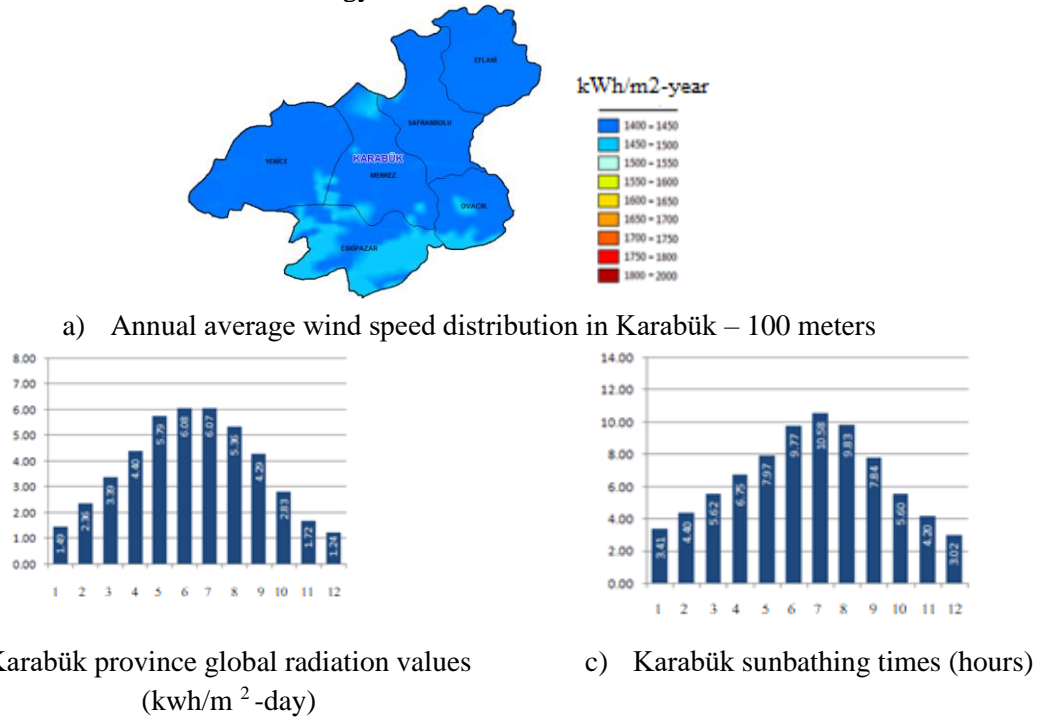 gy
EFLANİ
SAFRANBOLU
YENİCE
KARABÜK
MERKEZ
OVACIK
ESKİPAZAR
kWh/m2-year
1400 - 1450
1450 - 1500
1500 - 1550
1550 - 1600
1600 - 1650
1650 - 1700
1700 - 1750
1750 - 1800
1800 - 2000
a) Annual average wind speed distribution in Karabük – 100 meters
8.00
7.00
6.00
5.00
4.00
3.00
2.00
1.00
0.00
1.49 2.36 3.39 4.40 5.79 6.08 6.07 5.36 4.29 2.83 1.72 1.24
1 2 3 4 5 6 7 8 9 10 11 12
Karabük province global radiation values
(kwh/m 2 -day)
14.00
12.00
10.00
8.00
6.00
4.00
2.00
0.00
3.41 4.40 5.62 6.75 7.97 9.77 10.58 9.83 7.84 5.60 4.20 3.02
1 2 3 4 5 6 7 8 9 10 11 12
c) Karabük sunbathing times (hours)